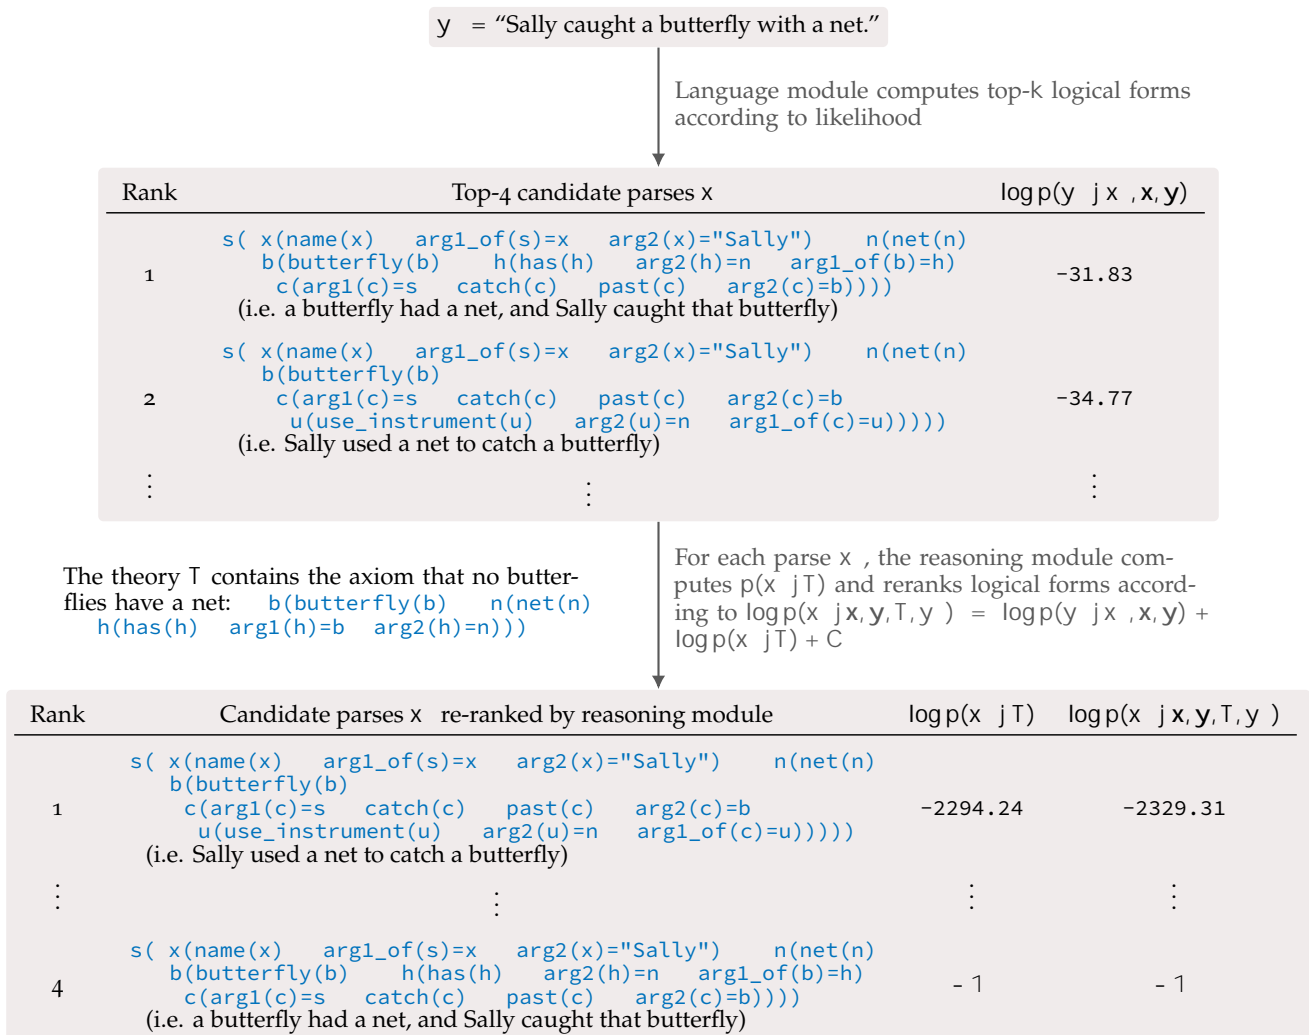 y = “Sally caught a butterfly with a net.”
Language module computes top-k logical forms
according to likelihood
Rank Top-4 candidate parses x log p(y j x , x, y)
s( x(name(x) arg1_of(s)=x arg2(x)="Sally") n(net(n)
b(butterfly(b) h(has(h) arg2(h)=n arg1_of(b)=h)
1 c(arg1(c)=s catch(c) past(c) arg2(c)=b)))) -31.83
(i.e. a butterfly had a net, and Sally caught that butterfly)
s( x(name(x) arg1_of(s)=x arg2(x)="Sally") n(net(n)
b(butterfly(b)
2 c(arg1(c)=s catch(c) past(c) arg2(c)=b -34.77
u(use_instrument(u) arg2(u)=n arg1_of(c)=u)))))
(i.e. Sally used a net to catch a butterfly)
⋮ ⋮ ⋮
The theory T contains the axiom that no butter-
flies have a net: b(butterfly(b) n(net(n)
h(has(h) arg1(h)=b arg2(h)=n)))
For each parse x , the reasoning module com-
putes p(x jT) and reranks logical forms accord-
ing to log p(x j x, y, T, y ) = log p(y j x , x, y) +
log p(x jT) + C
Rank Candidate parses x re-ranked by reasoning module log p(x jT) log p(x j x, y, T, y )
s( x(name(x) arg1_of(s)=x arg2(x)="Sally") n(net(n)
b(butterfly(b)
1 c(arg1(c)=s catch(c) past(c) arg2(c)=b -2294.24 -2329.31
u(use_instrument(u) arg2(u)=n arg1_of(c)=u)))))
(i.e. Sally used a net to catch a butterfly)
⋮ ⋮ ⋮ ⋮
s( x(name(x) arg1_of(s)=x arg2(x)="Sally") n(net(n)
b(butterfly(b) h(has(h) arg2(h)=n arg1_of(b)=h)
4 c(arg1(c)=s catch(c) past(c) arg2(c)=b)))) -1 -1
(i.e. a butterfly had a net, and Sally caught that butterfly)